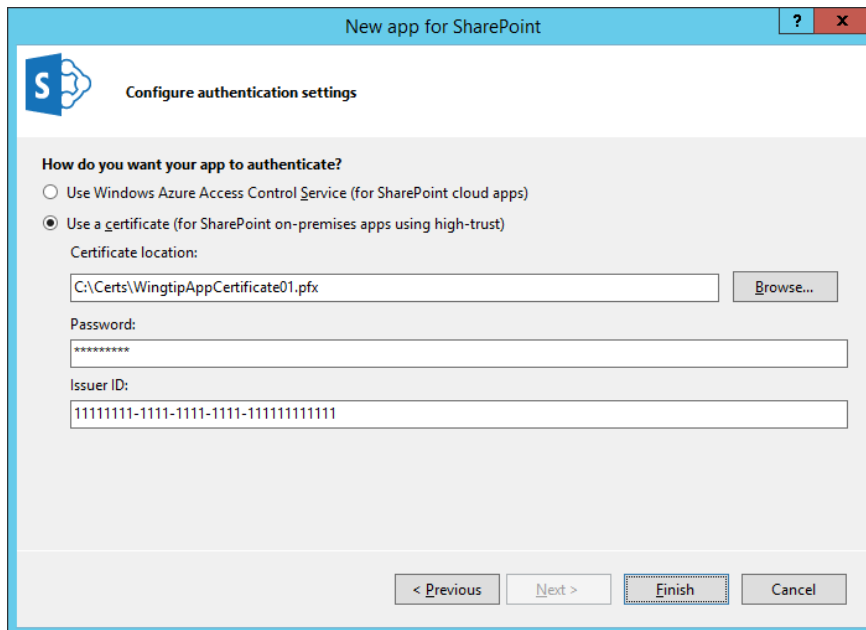 New app for SharePoint
? x
S
Configure authentication settings
How do you want your app to authenticate?
Use Windows Azure Access Control Service (for SharePoint cloud apps)
Use a certificate (for SharePoint on-premises apps using high-trust)
Certificate location:
C:\Certs\WingtipAppCertificate01.pfx Browse...
Password:
*********
Issuer ID:
11111111-1111-1111-1111-111111111111
< Previous Next > Finish Cancel